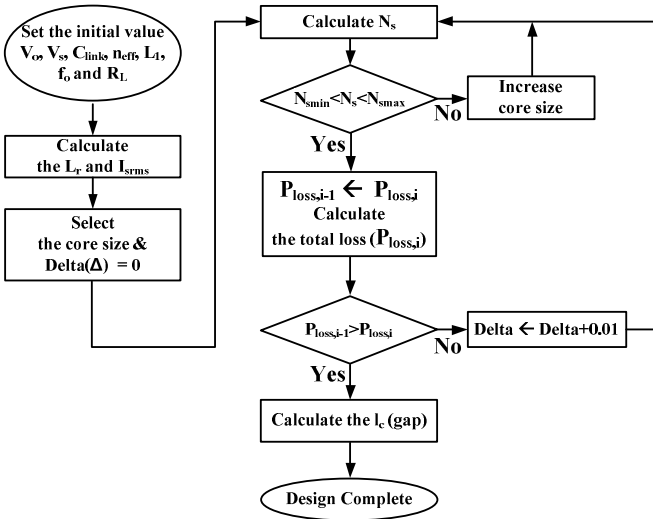 Set the initial value
Vo, Vs, Clink, neff, L1,
fo and RL
Calculate
the Lr and Isrms
Select
the core size &
Delta(Δ) = 0
Calculate Ns
Nsmin<Ns<Nsmax
No
Increase
core size
Yes
Ploss,i-1 ← Ploss,i
Calculate
the total loss (Ploss,i)
Ploss,i-1>Ploss,i
No
Delta ← Delta+0.01
Yes
Calculate the lc (gap)
Design Complete